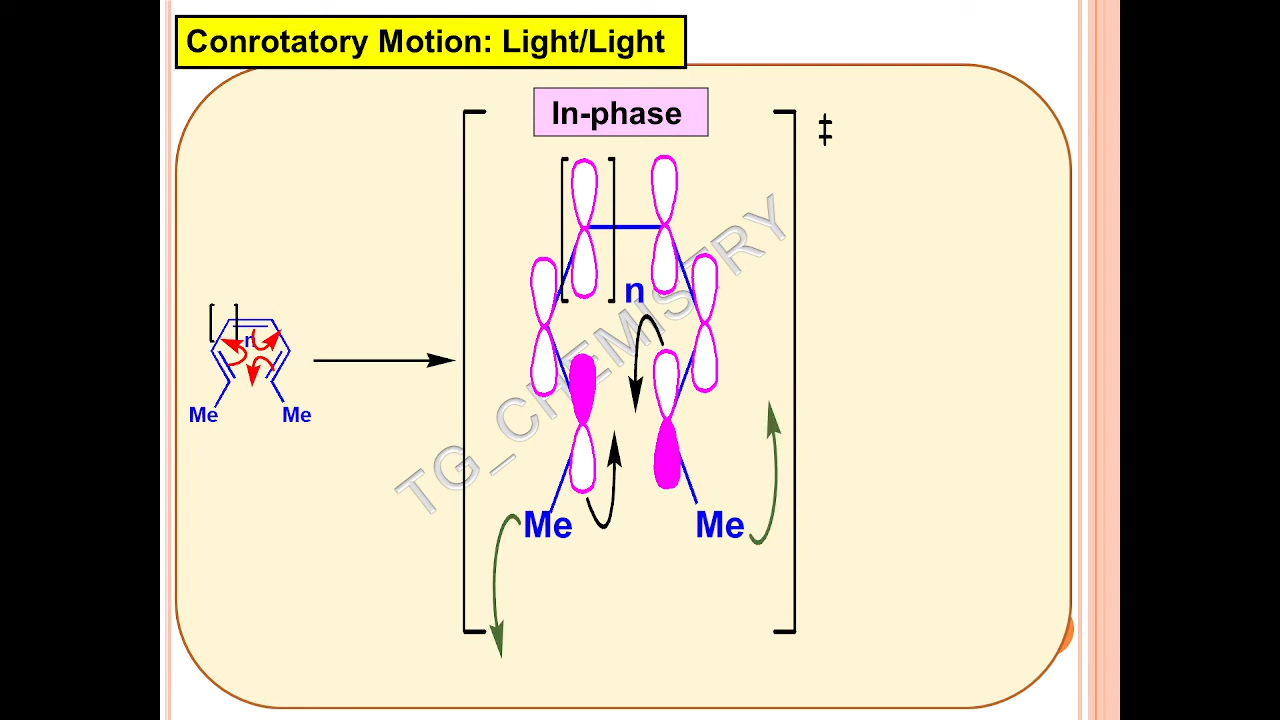 Conrotatory Motion: Light/Light
In-phase
‡
n
n
Me
Me
Me
Me
TG_CHEMISTRY